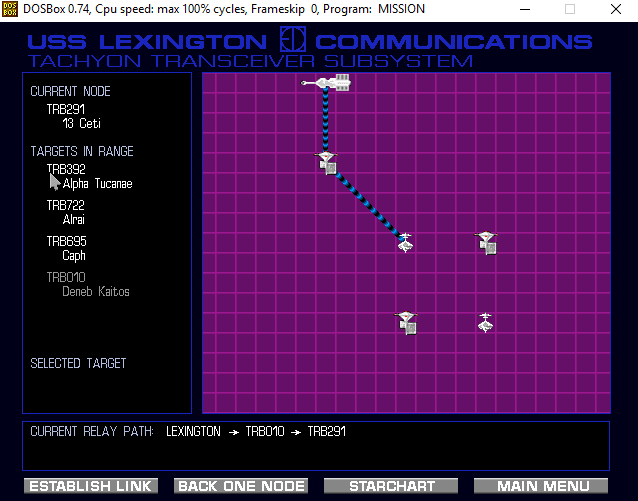 DOS
BOX
DOSBox 0.74, Cpu speed: max 100% cycles, Frameskip 0, Program: MISSION
USS LEXINGTON COMMUNICATIONS
TACHYON TRANSCEIVER SUBSYSTEM
CURRENT NODE
TRB291
13 Ceti
TARGETS IN RANGE
TRB392
Alpha Tucanae
TRB722
Alrai
TRB695
Caph
TRB010
Deneb Kaitos
SELECTED TARGET
CURRENT RELAY PATH: LEXINGTON → TRB010 → TRB291
ESTABLISH LINK BACK ONE NODE STARCHART MAIN MENU